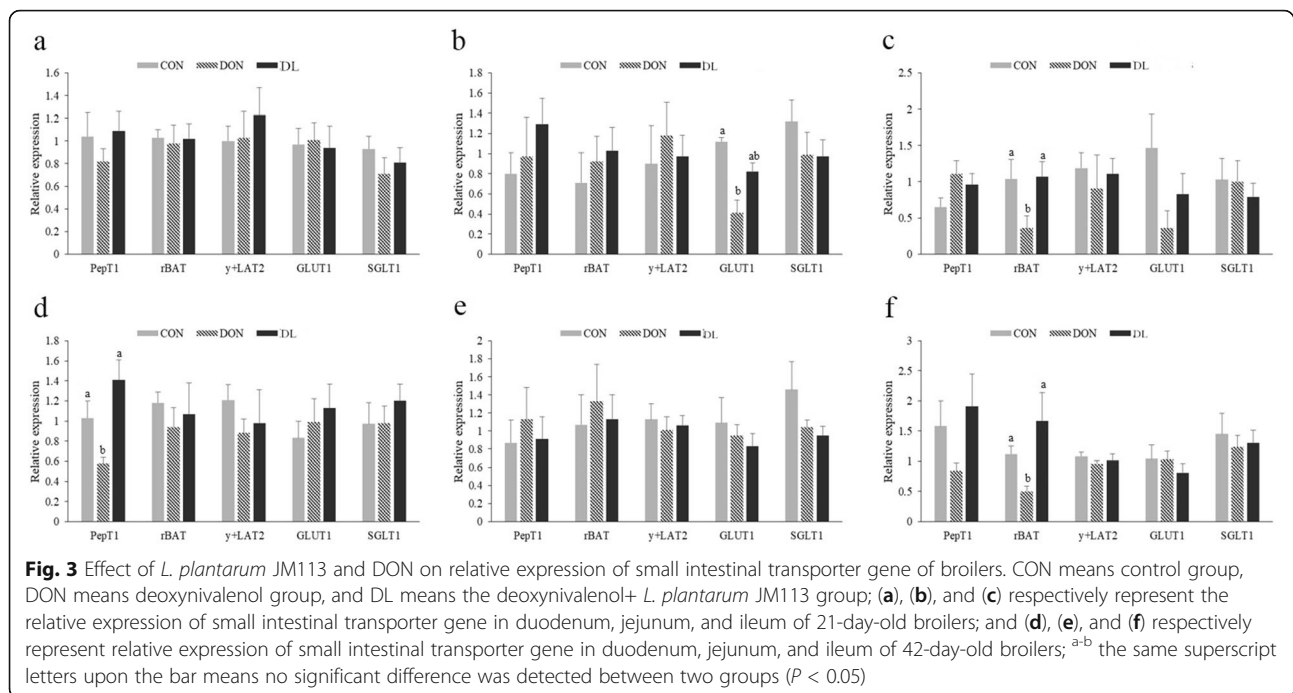 a
CON DON DL
Relative expression
1.6
1.4
1.2
1
0.8
0.6
0.4
0.2
0
PepT1 rBAT y+LAT2 GLUT1 SGLT1
b
CON DON DL
Relative expression
1.8
1.6
1.4
1.2
1
0.8
0.6
0.4
0.2
0
a
b
ab
PepT1 rBAT y+LAT2 GLUT1 SGLT1
c
CON DON DL
Relative expression
2.5
2
1.5
1
0.5
0
a
b
a
PepT1 rBAT y+LAT2 GLUT1 SGLT1
d
CON DON DL
Relative expression
1.8
1.6
1.4
1.2
1
0.8
0.6
0.4
0.2
0
a
b
a
PepT1 rBAT y+LAT2 GLUT1 SGLT1
e
CON DON DL
Relative expression
2
1.8
1.6
1.4
1.2
1
0.8
0.6
0.4
0.2
0
PepT1 rBAT y+LAT2 GLUT1 SGLT1
f
CON DON DL
Relative expression
3
2.5
2
1.5
1
0.5
0
a
b
a
PepT1 rBAT y+LAT2 GLUT1 SGLT1
Fig. 3 Effect of L. plantarum JM113 and DON on relative expression of small intestinal transporter gene of broilers. CON means control group,
DON means deoxynivalenol group, and DL means the deoxynivalenol+ L. plantarum JM113 group; (a), (b), and (c) respectively represent the
relative expression of small intestinal transporter gene in duodenum, jejunum, and ileum of 21-day-old broilers; and (d), (e), and (f) respectively
represent relative expression of small intestinal transporter gene in duodenum, jejunum, and ileum of 42-day-old broilers; a-b the same superscript
letters upon the bar means no significant difference was detected between two groups (P < 0.05)